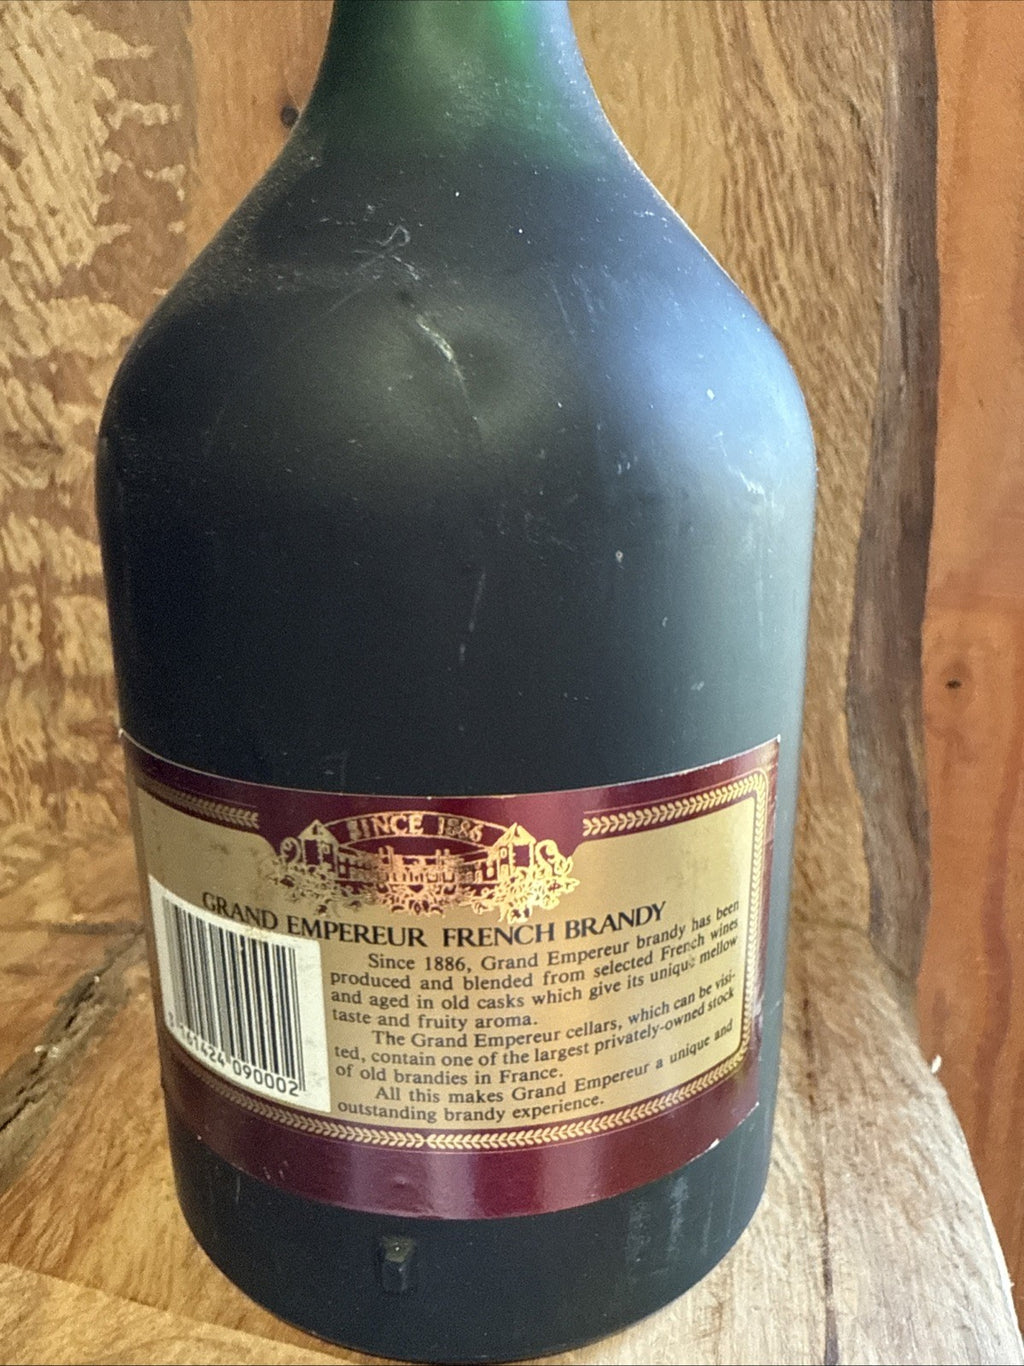 SINCE 1886
GRAND EMPEREUR FRENCH BRANDY
Since 1886, Grand Empereur brandy has been
produced and blended from selected French wines
and aged in old casks which give its unique mellow
taste and fruity aroma.
The Grand Empereur cellars, which can be visi-
ted, contain one of the largest privately-owned stock
of old brandies in France.
All this makes Grand Empereur a unique and
outstanding brandy experience.
161424 090002